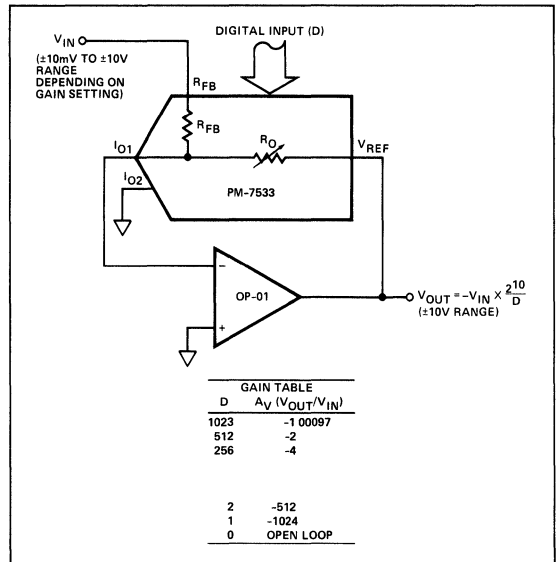 DIGITAL INPUT (D)
VIN
(±10mV TO ±10V
RANGE
DEPENDING ON
GAIN SETTING)
RFB
RFB
RO
VREF
IO1
IO2
PM-7533
−
OP-01
+
VOUT = −VIN × 2^10/D
(±10V RANGE)
GAIN TABLE
D AV (VOUT/VIN)
1023 -1 00097
512 -2
256 -4
2 -512
1 -1024
0 OPEN LOOP